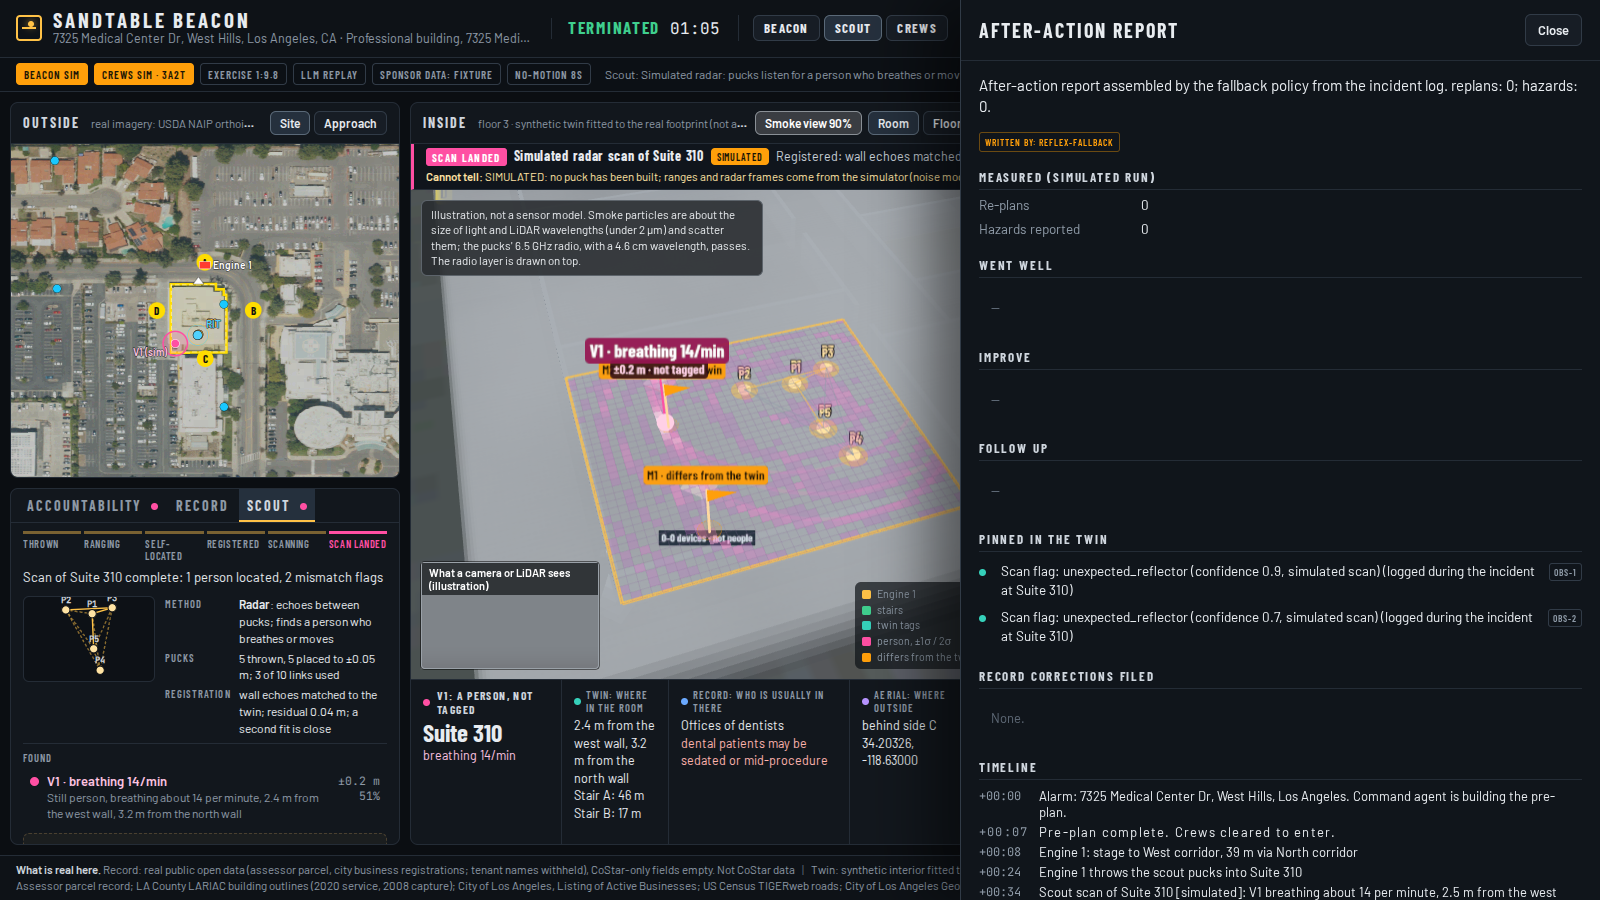 SANDTABLE BEACON
7325 Medical Center Dr, West Hills, Los Angeles, CA · Professional building, 7325 Medi...
TERMINATED 01:05
BEACON SCOUT CREWS
BEACON SIM CREWS SIM · 3A2T EXERCISE 1:9.8 LLM REPLAY SPONSOR DATA: FIXTURE NO-MOTION 8S Scout: Simulated radar: pucks listen for a person who breathes or mov
OUTSIDE real imagery: USDA NAIP orthoi... Site Approach
Engine 1
D
B
RIT
V1 (sim)
C
ACCOUNTABILITY RECORD SCOUT
THROWN RANGING SELF-LOCATED REGISTERED SCANNING SCAN LANDED
Scan of Suite 310 complete: 1 person located, 2 mismatch flags
P2 P1 P3
P5
P4
METHOD Radar: echoes between
pucks; finds a person who
breathes or moves
PUCKS 5 thrown, 5 placed to ±0.05
m; 3 of 10 links used
REGISTRATION wall echoes matched to the
twin; residual 0.04 m; a
second fit is close
FOUND
V1 · breathing 14/min ±0.2 m
Still person, breathing about 14 per minute, 2.4 m from 51%
the west wall, 3.2 m from the north wall
INSIDE floor 3 · synthetic twin fitted to the real footprint (not a... Smoke view 90% Room Floor
SCAN LANDED Simulated radar scan of Suite 310 SIMULATED Registered: wall echoes matched
Cannot tell: SIMULATED: no puck has been built; ranges and radar frames come from the simulator (noise mo
Illustration, not a sensor model. Smoke particles are about the
size of light and LiDAR wavelengths (under 2 µm) and scatter
them; the pucks' 6.5 GHz radio, with a 4.6 cm wavelength, passes.
The radio layer is drawn on top.
V1 · breathing 14/min
±0.2 m · not tagged
win
P2
P1
P3
P5
P4
M1 · differs from the twin
0-0 devices · not people
What a camera or LiDAR sees
(illustration)
Engine 1
stairs
twin tags
person, ±1σ / 2σ
differs from the tw
V1: A PERSON, NOT
TAGGED
Suite 310
breathing 14/min
TWIN: WHERE
IN THE ROOM
2.4 m from the
west wall, 3.2
m from the
north wall
Stair A: 46 m
Stair B: 17 m
RECORD: WHO IS USUALLY IN
THERE
Offices of dentists
dental patients may be
sedated or mid-procedure
AERIAL: WHERE
OUTSIDE
behind side C
34.20326,
-118.63000
What is real here. Record: real public open data (assessor parcel, city business registrations; tenant names withheld), CoStar-only fields empty. Not CoStar data | Twin: synthetic interior fitted t
Assessor parcel record; LA County LARIAC building outlines (2020 service, 2008 capture); City of Los Angeles, Listing of Active Businesses; US Census TIGERweb roads; City of Los Angeles Geo
AFTER-ACTION REPORT Close
After-action report assembled by the fallback policy from the incident log. replans: 0; hazards:
0.
WRITTEN BY: REFLEX-FALLBACK
MEASURED (SIMULATED RUN)
Re-plans 0
Hazards reported 0
WENT WELL
—
IMPROVE
—
FOLLOW UP
—
PINNED IN THE TWIN
Scan flag: unexpected_reflector (confidence 0.9, simulated scan) (logged during the incident OBS-1
at Suite 310)
Scan flag: unexpected_reflector (confidence 0.7, simulated scan) (logged during the incident OBS-2
at Suite 310)
RECORD CORRECTIONS FILED
None.
TIMELINE
+00:00 Alarm: 7325 Medical Center Dr, West Hills, Los Angeles. Command agent is building the pre-
plan.
+00:07 Pre-plan complete. Crews cleared to enter.
+00:08 Engine 1: stage to West corridor, 39 m via North corridor
+00:24 Engine 1 throws the scout pucks into Suite 310
+00:34 Scout scan of Suite 310 [simulated]: V1 breathing about 14 per minute, 2.5 m from the west